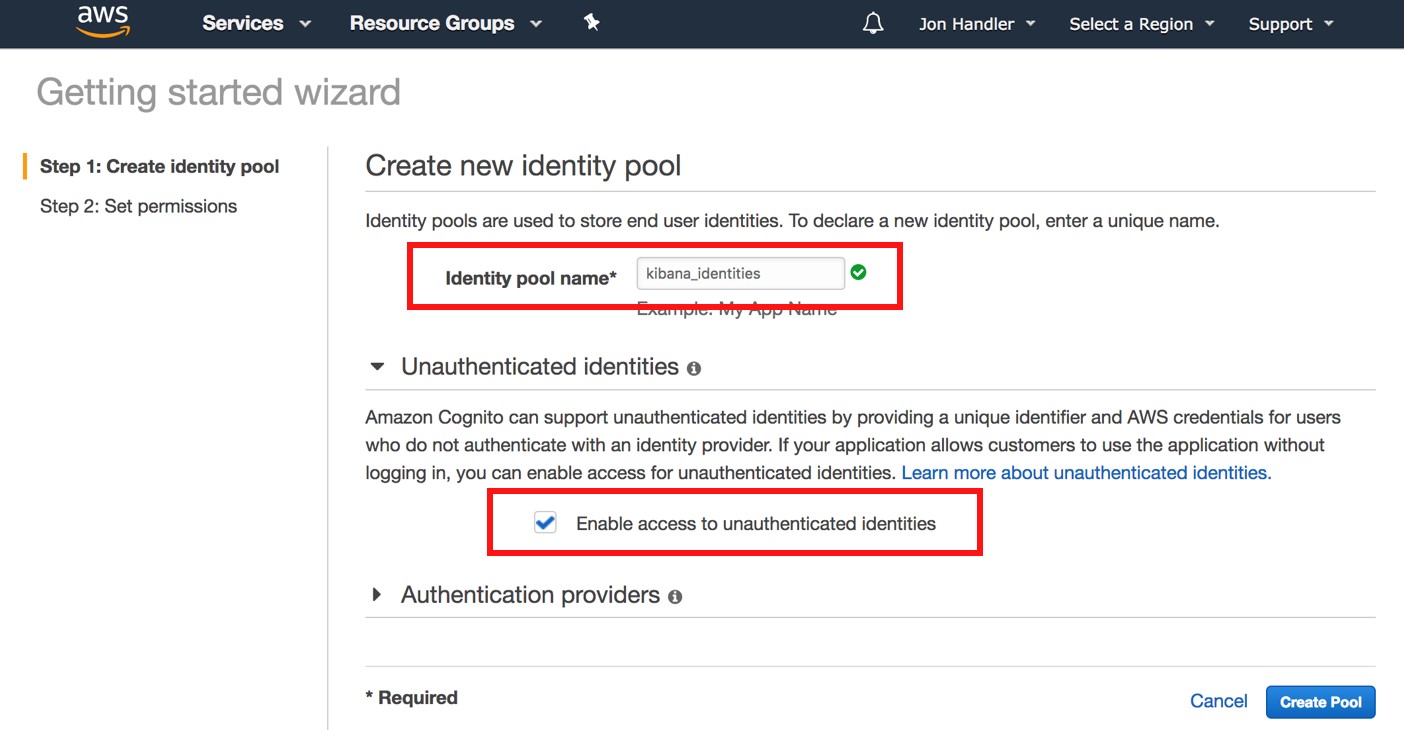 aws Services Resource Groups Jon Handler Select a Region Support
Getting started wizard
Step 1: Create identity pool
Step 2: Set permissions
Create new identity pool
Identity pools are used to store end user identities. To declare a new identity pool, enter a unique name.
Identity pool name* kibana_identities
Example: My App Name
Unauthenticated identities
Amazon Cognito can support unauthenticated identities by providing a unique identifier and AWS credentials for users
who do not authenticate with an identity provider. If your application allows customers to use the application without
logging in, you can enable access for unauthenticated identities. Learn more about unauthenticated identities.
Enable access to unauthenticated identities
Authentication providers
* Required
Cancel Create Pool